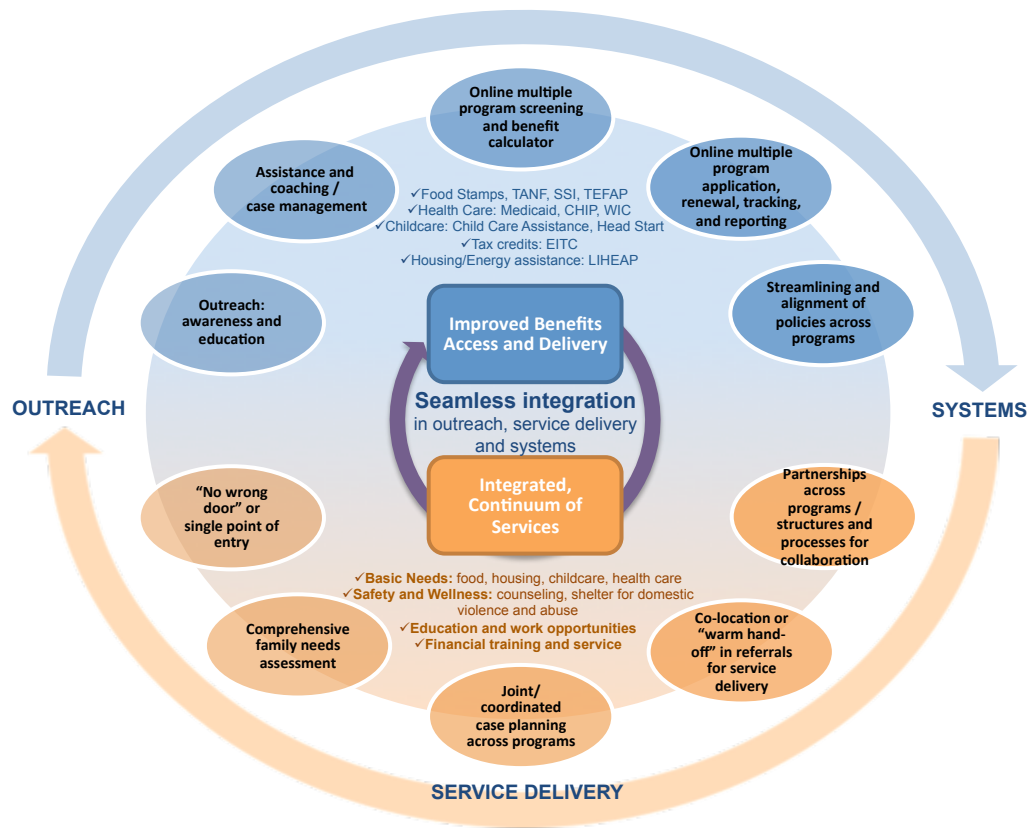 Online multiple
program screening
and benefit
calculator
Assistance and
coaching /
case management
Online multiple
program
application,
renewal, tracking,
and reporting
✓Food Stamps, TANF, SSI, TEFAP
✓Health Care: Medicaid, CHIP, WIC
✓Childcare: Child Care Assistance, Head Start
✓Tax credits: EITC
✓Housing/Energy assistance: LIHEAP
Outreach:
awareness and
education
Streamlining and
alignment of
policies across
programs
Improved Benefits
Access and Delivery
OUTREACH
Seamless integration
in outreach, service delivery
and systems
SYSTEMS
"No wrong
door" or
single point of
entry
Integrated,
Continuum of
Services
Partnerships
across
programs /
structures and
processes for
collaboration
✓Basic Needs: food, housing, childcare, health care
✓Safety and Wellness: counseling, shelter for domestic
violence and abuse
✓Education and work opportunities
✓Financial training and service
Comprehensive
family needs
assessment
Co-location or
"warm hand-
off" in referrals
for service
delivery
Joint/
coordinated
case planning
across programs
SERVICE DELIVERY